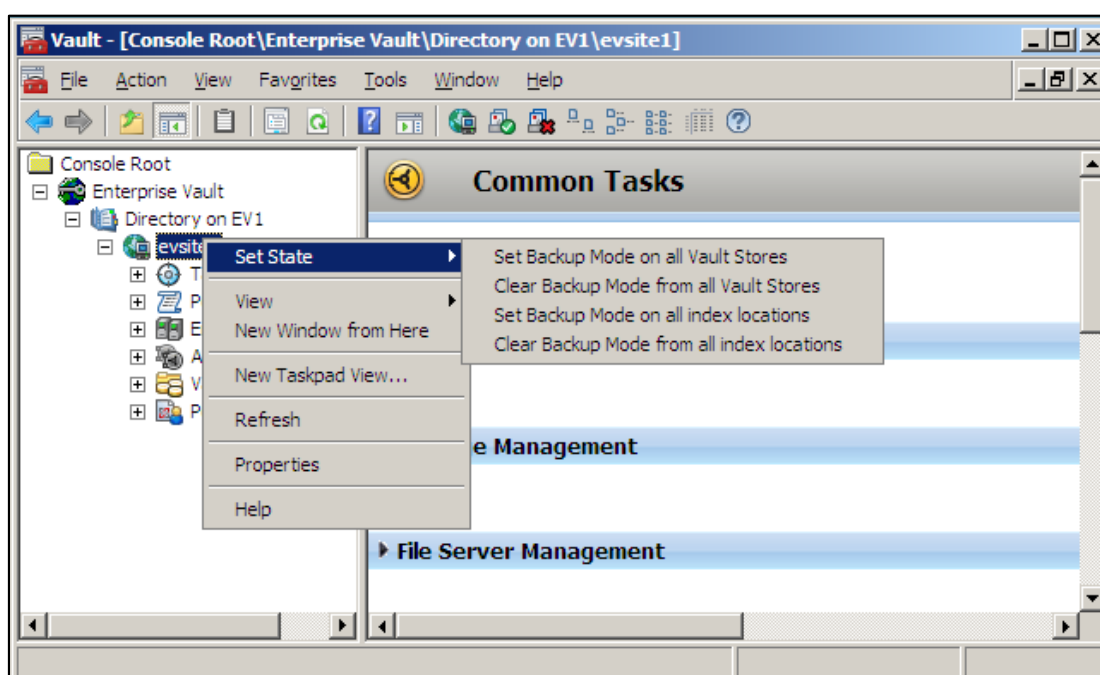 Vault - [Console Root\Enterprise Vault\Directory on EV1\evsite1]
File Action View Favorites Tools Window Help
Console Root
Enterprise Vault
Directory on EV1
evsite
T
P
E
A
V
P
Common Tasks
Set State
View
New Window from Here
New Taskpad View...
Refresh
Properties
Help
Set Backup Mode on all Vault Stores
Clear Backup Mode from all Vault Stores
Set Backup Mode on all index locations
Clear Backup Mode from all index locations
e Management
File Server Management